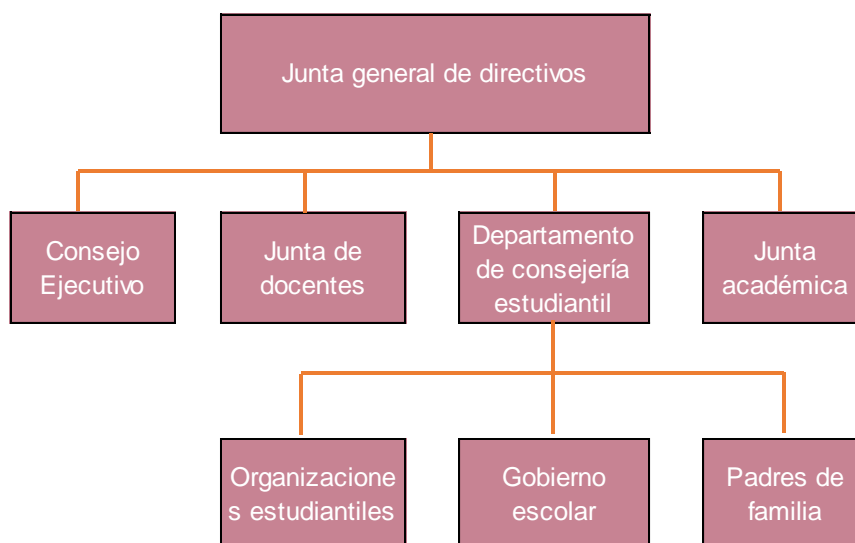 Junta general de directivos
Consejo
Ejecutivo
Junta de
docentes
Departamento
de consejería
estudiantil
Junta
académica
Organizacione
s estudiantiles
Gobierno
escolar
Padres de
familia